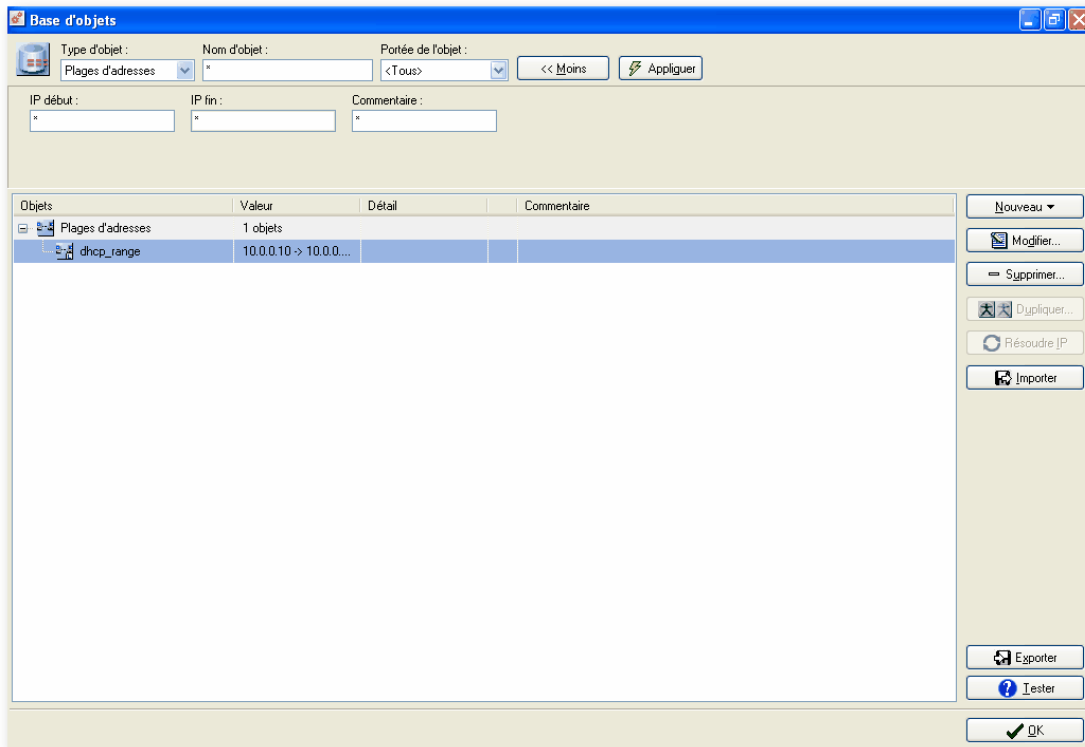 Base d'objets
Type d'objet :
Nom d'objet :
Portée de l'objet :
Plages d'adresses
*
<Tous>
<< Moins
Appliquer
IP début :
IP fin :
Commentaire :
*
*
*
Objets
Valeur
Détail
Commentaire
Plages d'adresses
1 objets
dhcp_range
10.0.0.10 -> 10.0.0....
Nouveau
Modifier...
Supprimer...
Dupliquer...
Résoudre IP
Importer
Exporter
Tester
OK